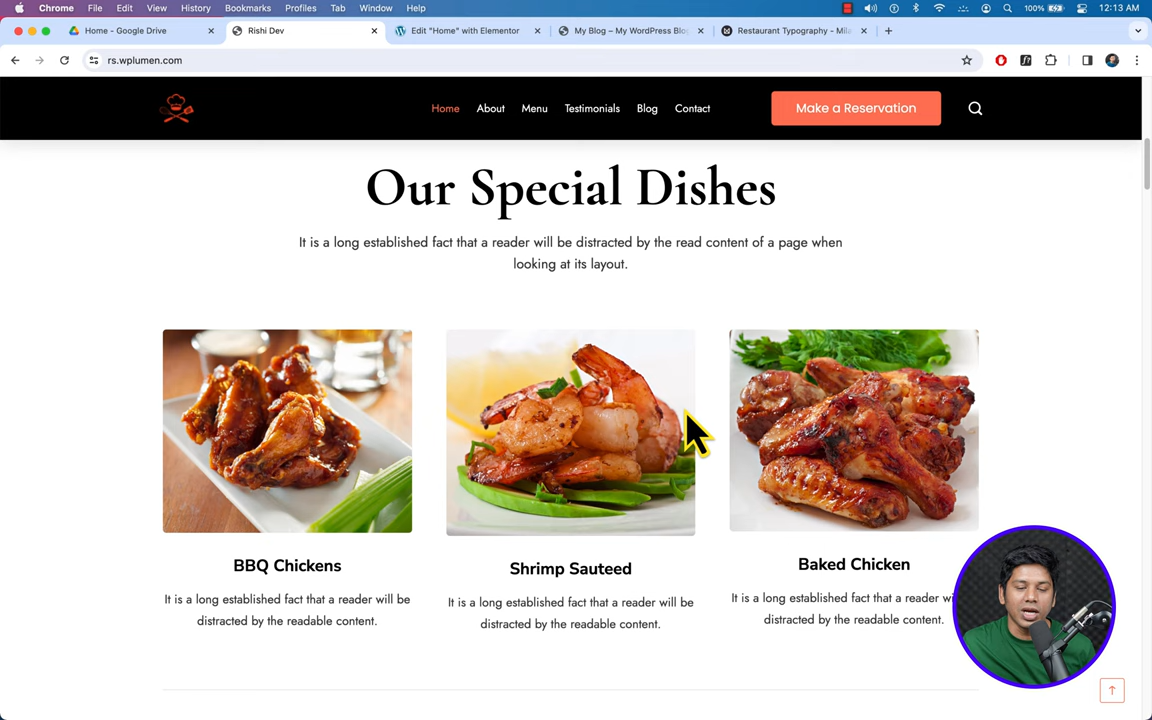 Chrome File Edit View History Bookmarks Profiles Tab Window Help 100% 12:13 AM
Home - Google Drive Rishi Dev Edit "Home" with Elementor My Blog – My WordPress Blog Restaurant Typography - Mila
rs.wplumen.com
Home About Menu Testimonials Blog Contact Make a Reservation
Our Special Dishes
It is a long established fact that a reader will be distracted by the read content of a page when
looking at its layout.
BBQ Chickens
It is a long established fact that a reader will be
distracted by the readable content.
Shrimp Sauteed
It is a long established fact that a reader will be
distracted by the readable content.
Baked Chicken
It is a long established fact that a reader wi
distracted by the readable content.